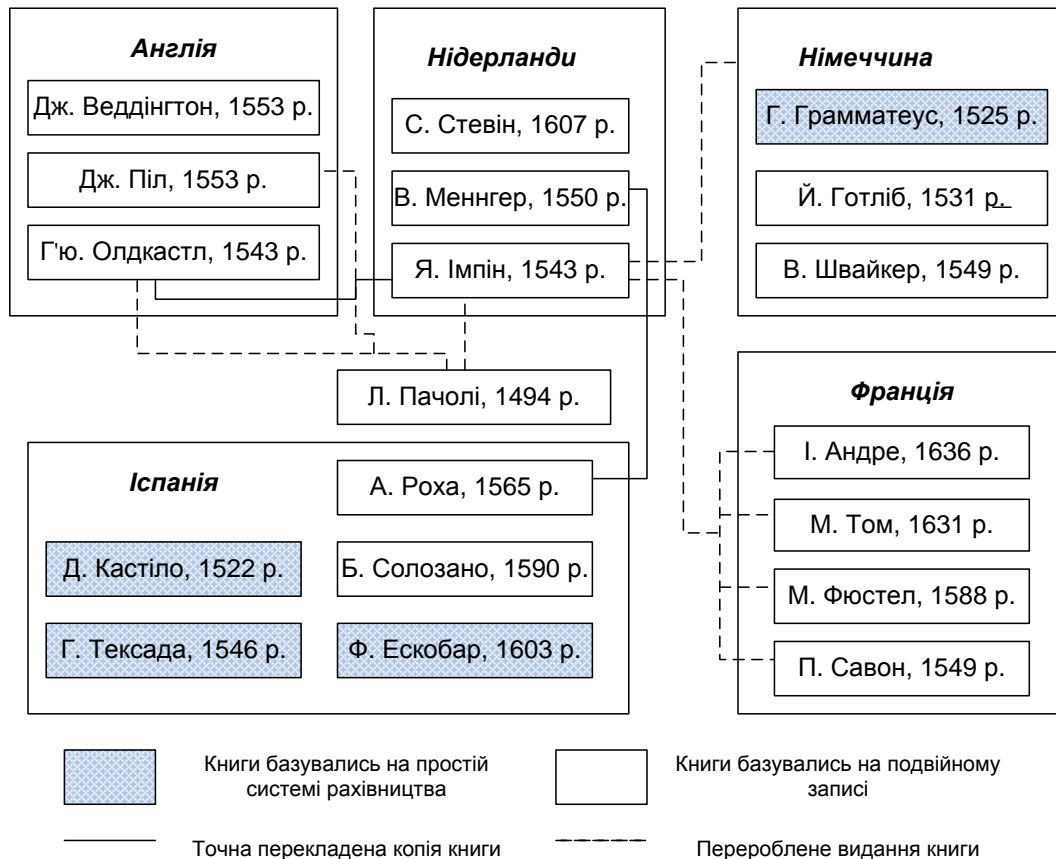 Англія
Дж. Веддінгтон, 1553 р.
Дж. Піл, 1553 р.
Г'ю. Олдкастл, 1543 р.
Нідерланди
С. Стевін, 1607 р.
В. Меннгер, 1550 р.
Я. Імпін, 1543 р.
Німеччина
Г. Грамматеус, 1525 р.
Й. Готліб, 1531 р.
В. Швайкер, 1549 р.
Л. Пачолі, 1494 р.
Іспанія
А. Роха, 1565 р.
Д. Кастіло, 1522 р.
Б. Солозано, 1590 р.
Г. Тексада, 1546 р.
Ф. Ескобар, 1603 р.
Франція
І. Андре, 1636 р.
М. Том, 1631 р.
М. Фюстел, 1588 р.
П. Савон, 1549 р.
Книги базувались на простій
системі рахівництва
Книги базувались на подвійному
записі
Точна перекладена копія книги
Перероблене видання книги